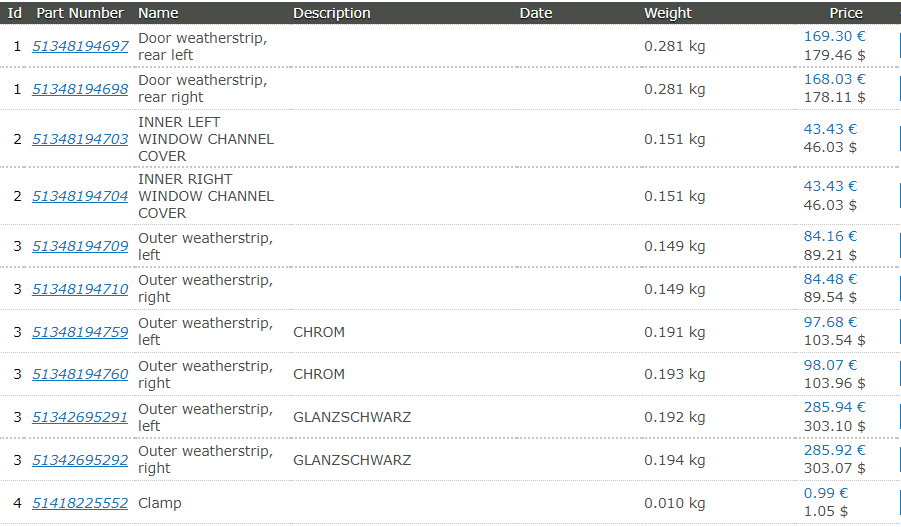 Id Part Number Name Description Date Weight Price
1 51348194697 Door weatherstrip, rear left 0.281 kg 169.30 € 179.46 $
1 51348194698 Door weatherstrip, rear right 0.281 kg 168.03 € 178.11 $
2 51348194703 INNER LEFT WINDOW CHANNEL COVER 0.151 kg 43.43 € 46.03 $
2 51348194704 INNER RIGHT WINDOW CHANNEL COVER 0.151 kg 43.43 € 46.03 $
3 51348194709 Outer weatherstrip, left 0.149 kg 84.16 € 89.21 $
3 51348194710 Outer weatherstrip, right 0.149 kg 84.48 € 89.54 $
3 51348194759 Outer weatherstrip, left CHROM 0.191 kg 97.68 € 103.54 $
3 51348194760 Outer weatherstrip, right CHROM 0.193 kg 98.07 € 103.96 $
3 51342695291 Outer weatherstrip, left GLANZSCHWARZ 0.192 kg 285.94 € 303.10 $
3 51342695292 Outer weatherstrip, right GLANZSCHWARZ 0.194 kg 285.92 € 303.07 $
4 51418225552 Clamp 0.010 kg 0.99 € 1.05 $